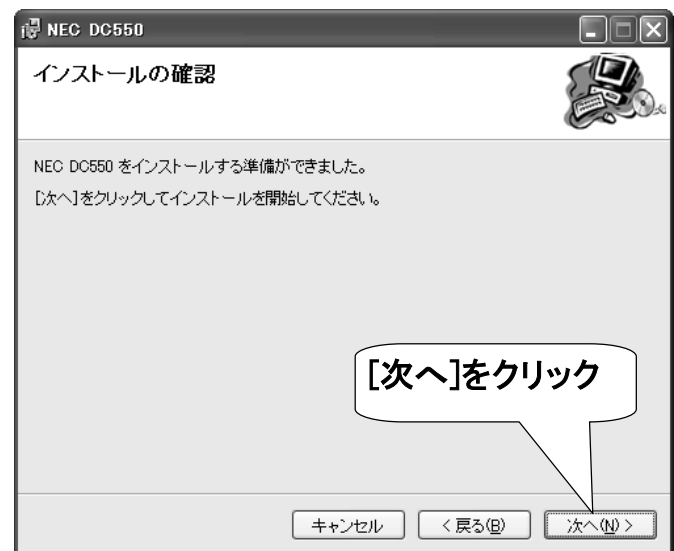 NEC DC550
インストールの確認
NEC DC550 をインストールする準備ができました。
[次へ]をクリックしてインストールを開始してください。
[次へ]をクリック
キャンセル
< 戻る(B)
次へ(N) >